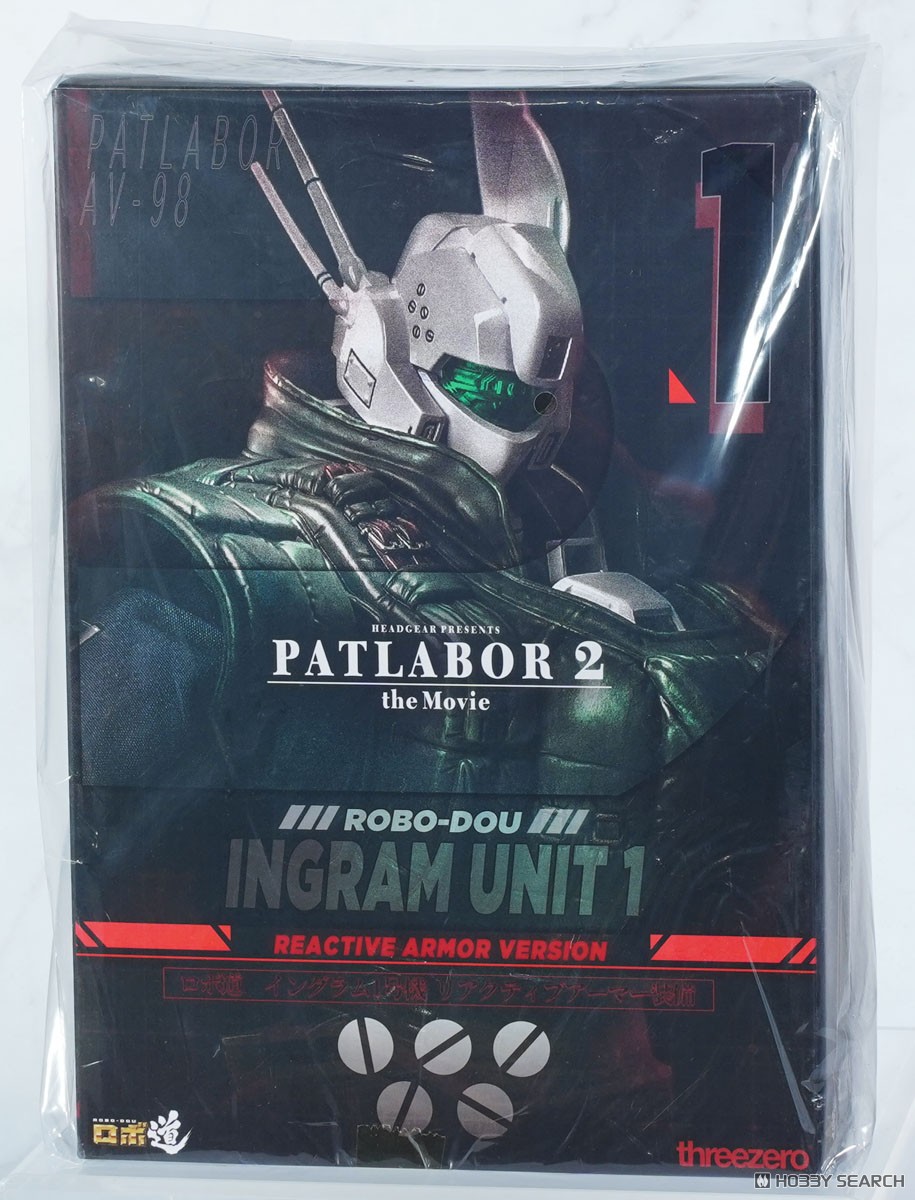 PATLABOR
AV-98
1
HEADGEAR PRESENTS
PATLABOR 2
the Movie
ROBO-DOU
INGRAM UNIT 1
REACTIVE ARMOR VERSION
ロボ道 イングラム1号機 リアクティブアーマー装備
ROBO-DOU
ロボ道
threezero
HOBBY SEARCH